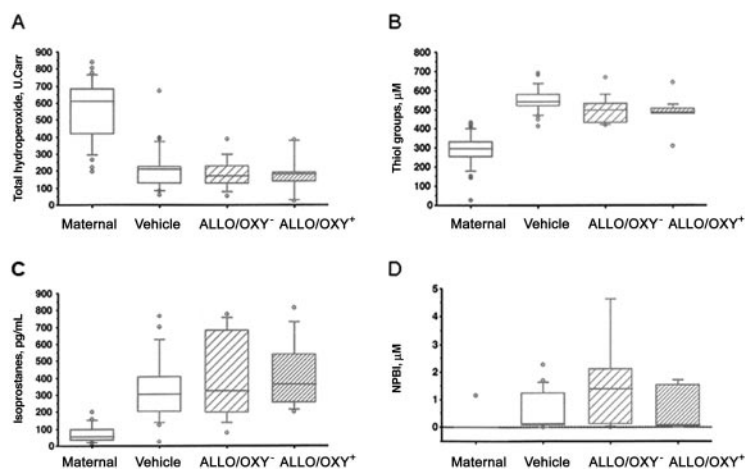 A
Total hydroperoxide, U.Carr
900
800
700
600
500
400
300
200
100
0
Maternal Vehicle ALLO/OXY⁻ ALLO/OXY⁺
B
Thiol groups, µM
800
700
600
500
400
300
200
100
0
Maternal Vehicle ALLO/OXY⁻ ALLO/OXY⁺
C
Isoprostanes, pg/mL
900
800
700
600
500
400
300
200
100
0
Maternal Vehicle ALLO/OXY⁻ ALLO/OXY⁺
D
NPBI, µM
5
4
3
2
1
0
Maternal Vehicle ALLO/OXY⁻ ALLO/OXY⁺